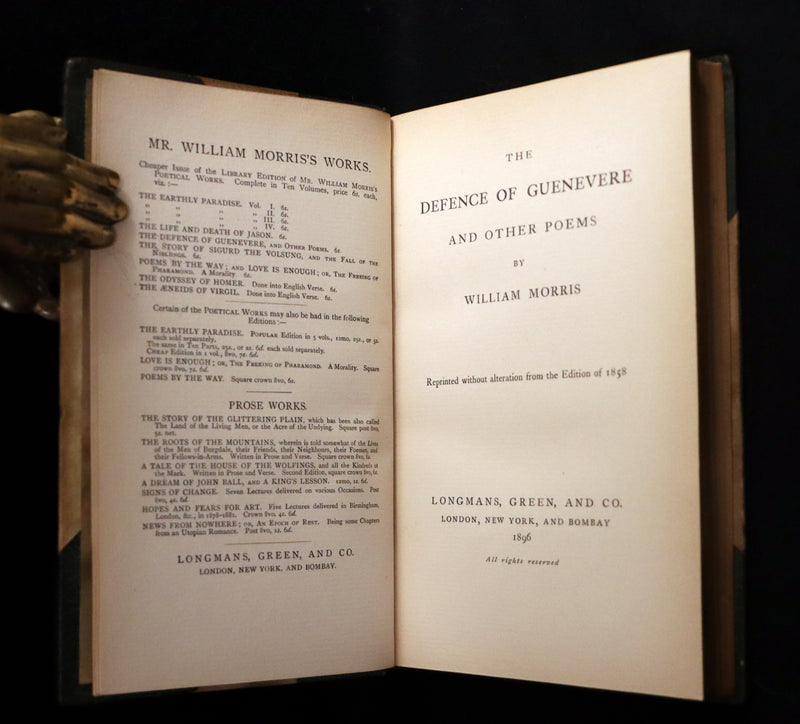 MR. WILLIAM MORRIS'S WORKS.
Cheaper Issue of the LIBRARY EDITION of MR. WILLIAM MORRIS'S
POETICAL WORKS. Complete in Ten Volumes, price 6s. each,
viz. :—
THE EARTHLY PARADISE. Vol. I. 6s.
" " " " II. 6s.
" " " " III. 6s.
" " " " IV. 6s.
THE LIFE AND DEATH OF JASON. 6s.
THE DEFENCE OF GUENEVERE, AND OTHER POEMS. 6s.
THE STORY OF SIGURD THE VOLSUNG, AND THE FALL OF THE
NIBLUNGS. 6s.
POEMS BY THE WAY; AND LOVE IS ENOUGH; OR, THE FREEING OF
PHARAMOND. A Morality. 6s.
THE ODYSSEY OF HOMER. Done into English Verse. 6s.
THE ÆNEIDS OF VIRGIL. Done into English Verse. 6s.
Certain of the POETICAL WORKS may also be had in the following
Editions :—
THE EARTHLY PARADISE. POPULAR Edition in 5 vols., 12mo, 25s., or 5s.
each sold separately.
The same in Ten Parts, 25s., or 2s. 6d. each sold separately.
CHEAP Edition in 1 vol., 8vo, 7s. 6d.
LOVE IS ENOUGH; OR, THE FREEING OF PHARAMOND. A Morality. Square
crown 8vo, 7s. 6d.
POEMS BY THE WAY. Square crown 8vo, 6s.
PROSE WORKS.
THE STORY OF THE GLITTERING PLAIN, which has been also called
The Land of the Living Men, or the Acre of the Undying. Square post 8vo,
5s. net.
THE ROOTS OF THE MOUNTAINS, wherein is told somewhat of the Lives
of the Men of Burgdale, their Friends, their Neighbours, their Foemen, and
their Fellows-in-Arms. Written in Prose and Verse. Square crown 8vo, 8s.
A TALE OF THE HOUSE OF THE WOLFINGS, and all the Kindreds of
the Mark. Written in Prose and Verse. Second Edition, square crown 8vo, 6s.
A DREAM OF JOHN BALL, AND A KING'S LESSON. 12mo, 1s. 6d.
SIGNS OF CHANGE. Seven Lectures delivered on various Occasions. Post
8vo, 4s. 6d.
HOPES AND FEARS FOR ART. Five Lectures delivered in Birmingham,
London, &c., in 1878-1881. Crown 8vo, 4s. 6d.
NEWS FROM NOWHERE; OR, AN EPOCH OF REST. Being some Chapters
from an Utopian Romance. Post 8vo, 1s. 6d.
LONGMANS, GREEN, AND CO.
LONDON, NEW YORK, AND BOMBAY.
THE
DEFENCE OF GUENEVERE
AND OTHER POEMS
BY
WILLIAM MORRIS
Reprinted without alteration from the Edition of 1858
LONGMANS, GREEN, AND CO.
LONDON, NEW YORK, AND BOMBAY
1896
All rights reserved